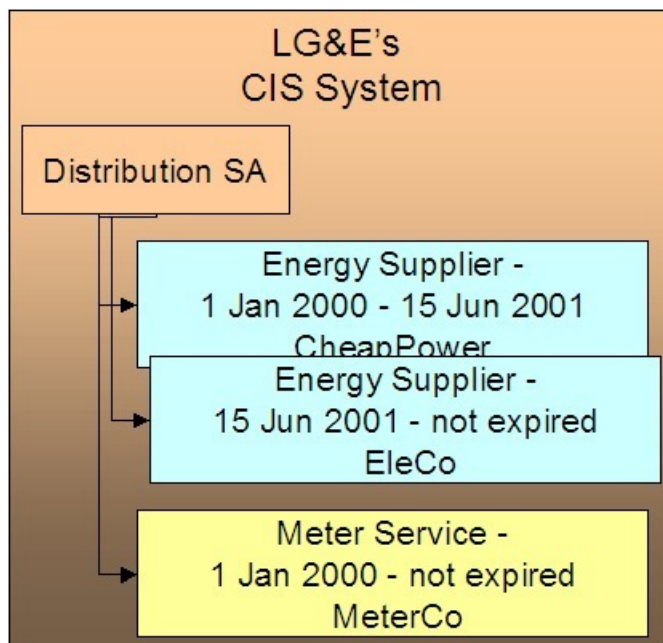 LG&E's
CIS System
Distribution SA
Energy Supplier -
1 Jan 2000 - 15 Jun 2001
CheapPower
Energy Supplier -
15 Jun 2001 - not expired
EleCo
Meter Service -
1 Jan 2000 - not expired
MeterCo